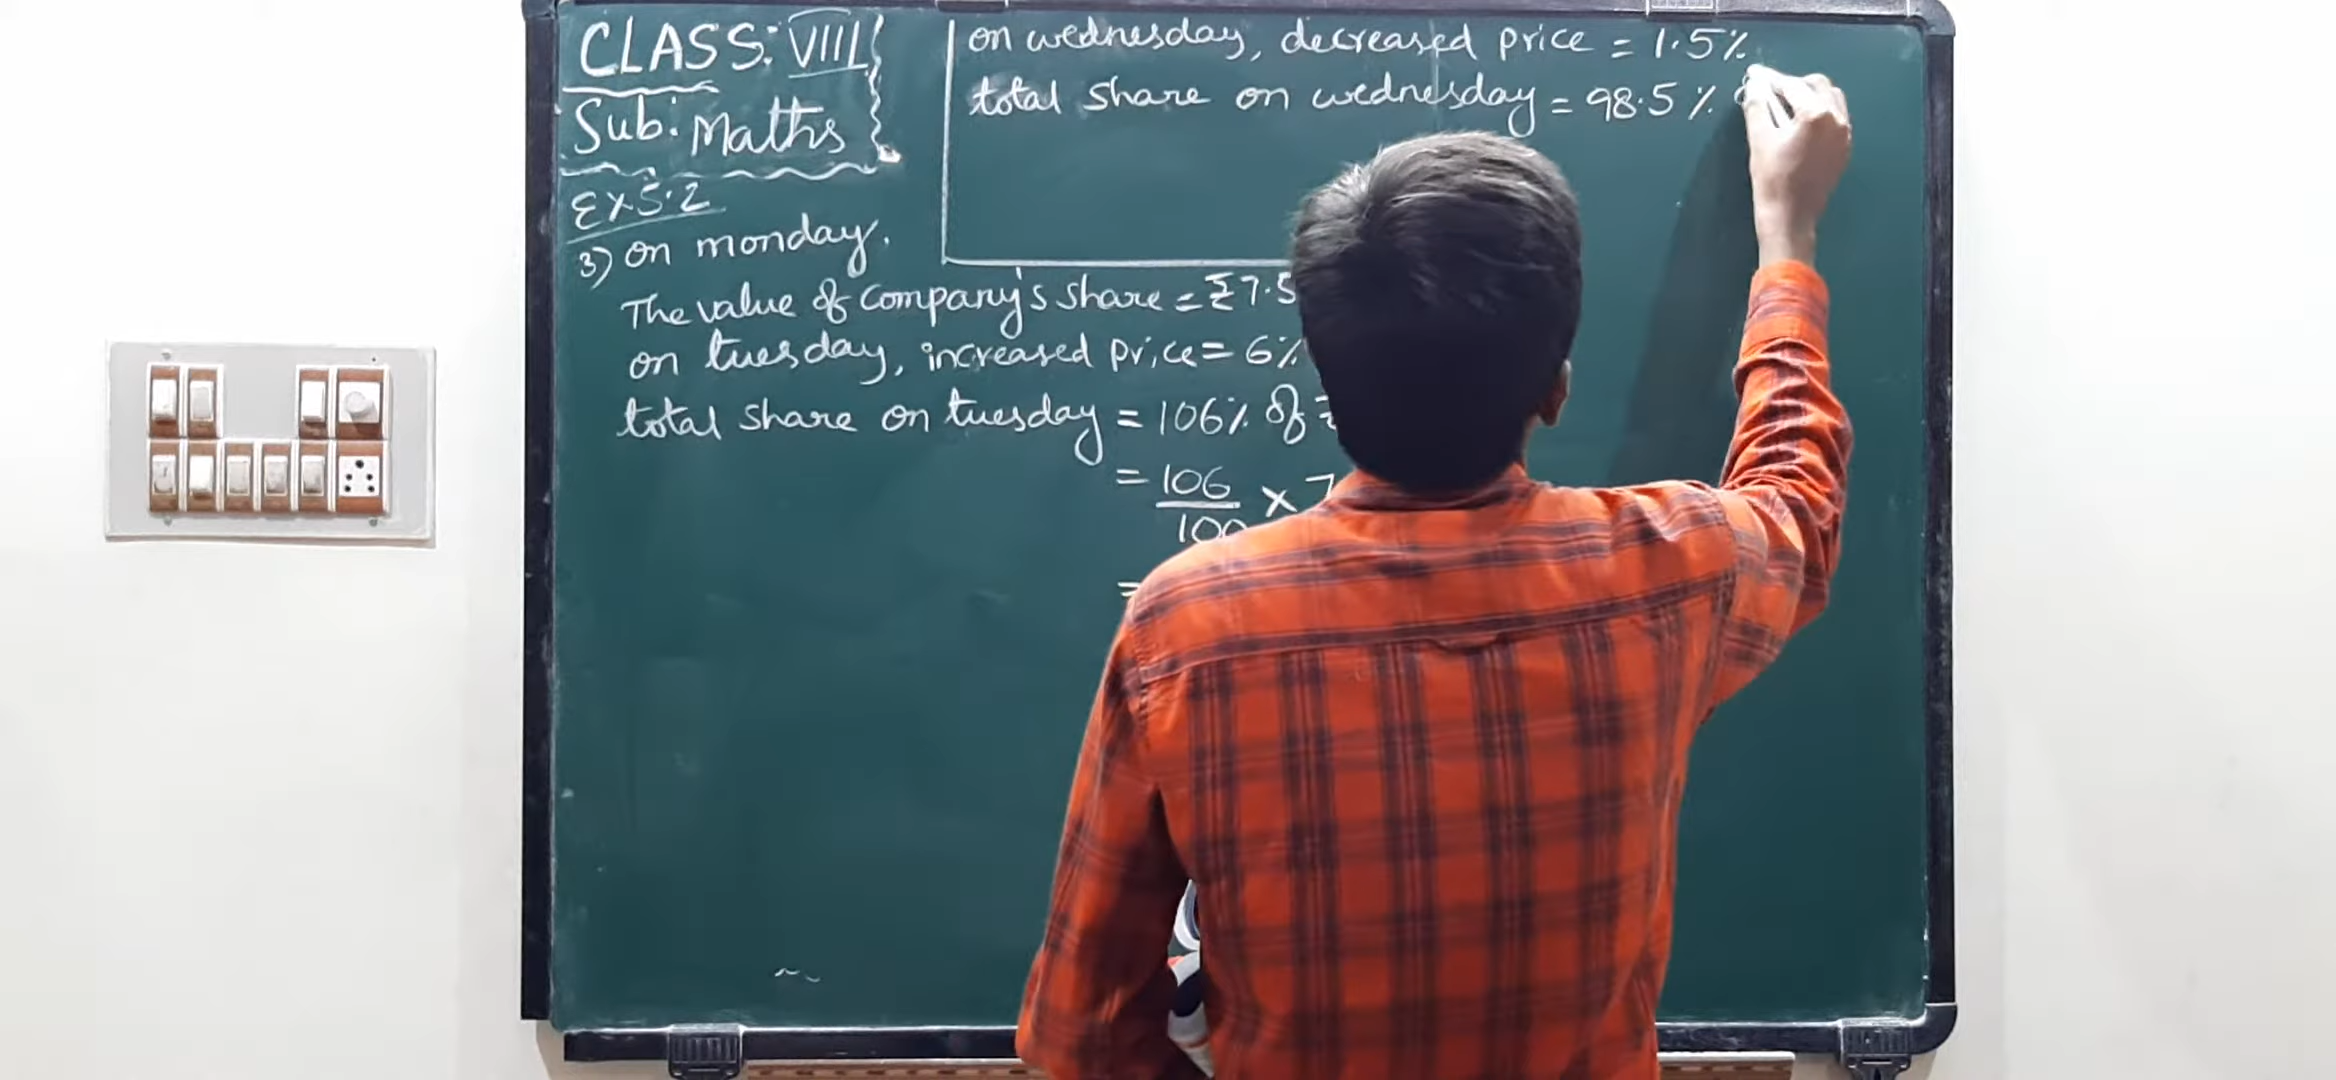 CLASS: VIII
Sub: Maths
Ex 5.2
3) on monday.
The value of company's share = ₹7.5
on tuesday, increased price = 6%
total share on tuesday = 106% of ₹
= 106/100 × 7
=
on wednesday, decreased price = 1.5%
total share on wednesday = 98.5%